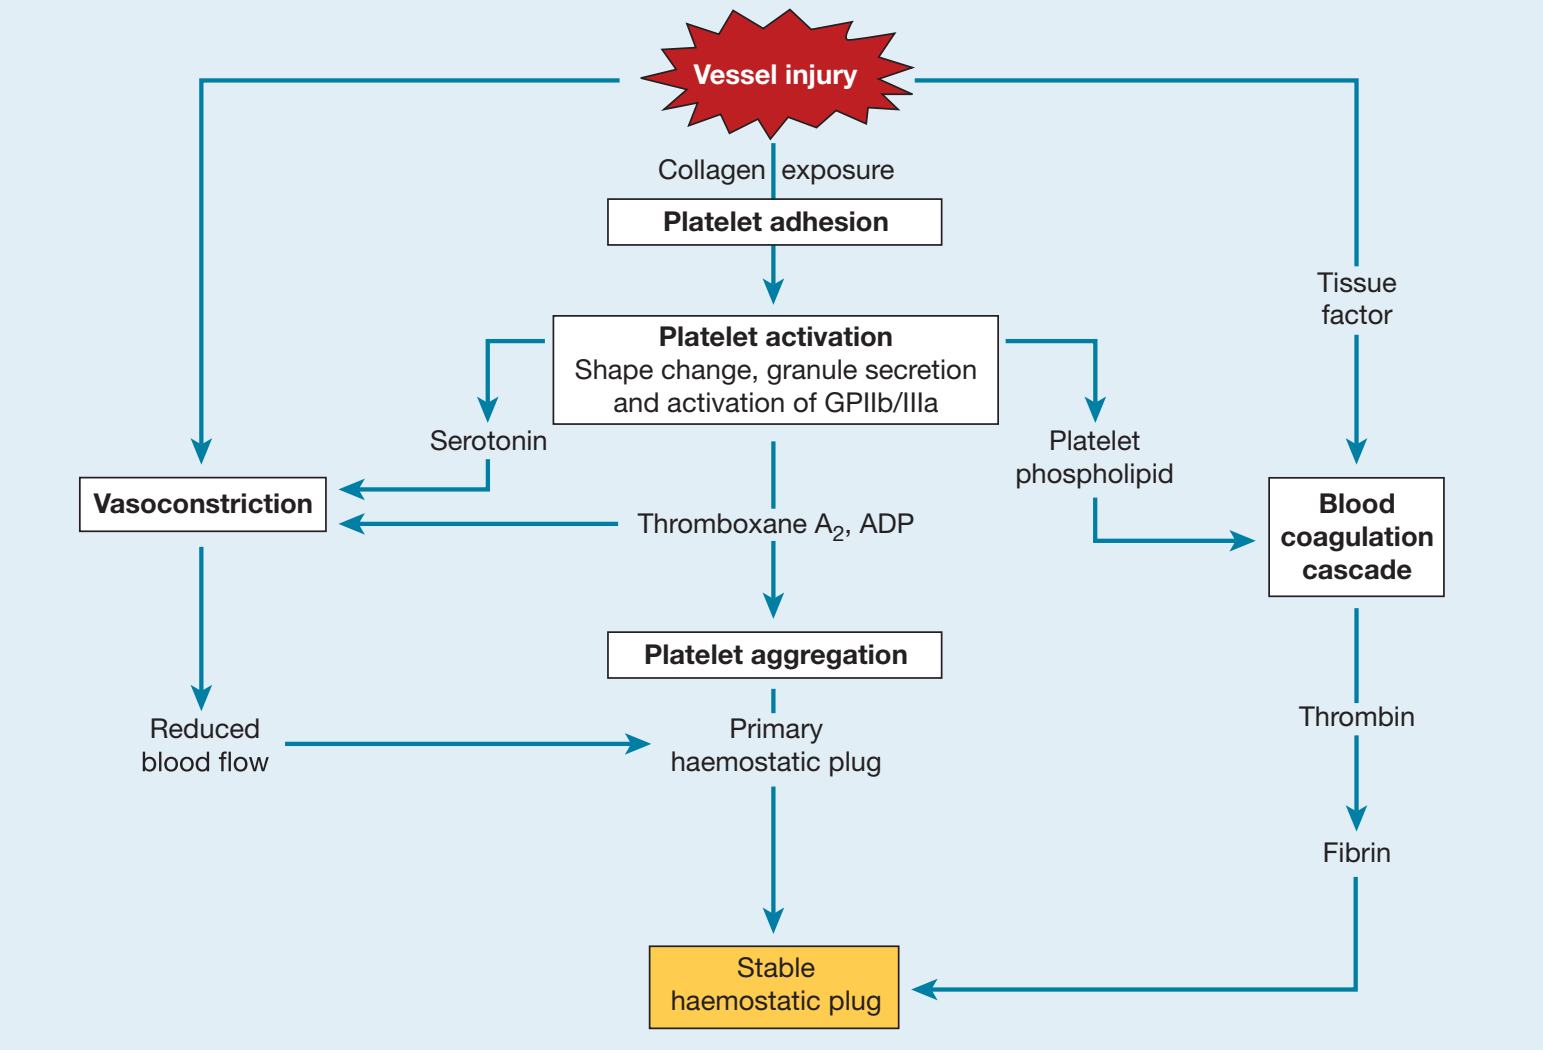 Vessel injury
Collagen exposure
Platelet adhesion
Tissue
factor
Platelet activation
Shape change, granule secretion
and activation of GPIIb/IIIa
Serotonin
Platelet
phospholipid
Vasoconstriction
Thromboxane A₂, ADP
Blood
coagulation
cascade
Platelet aggregation
Reduced
blood flow
Primary
haemostatic plug
Thrombin
Fibrin
Stable
haemostatic plug